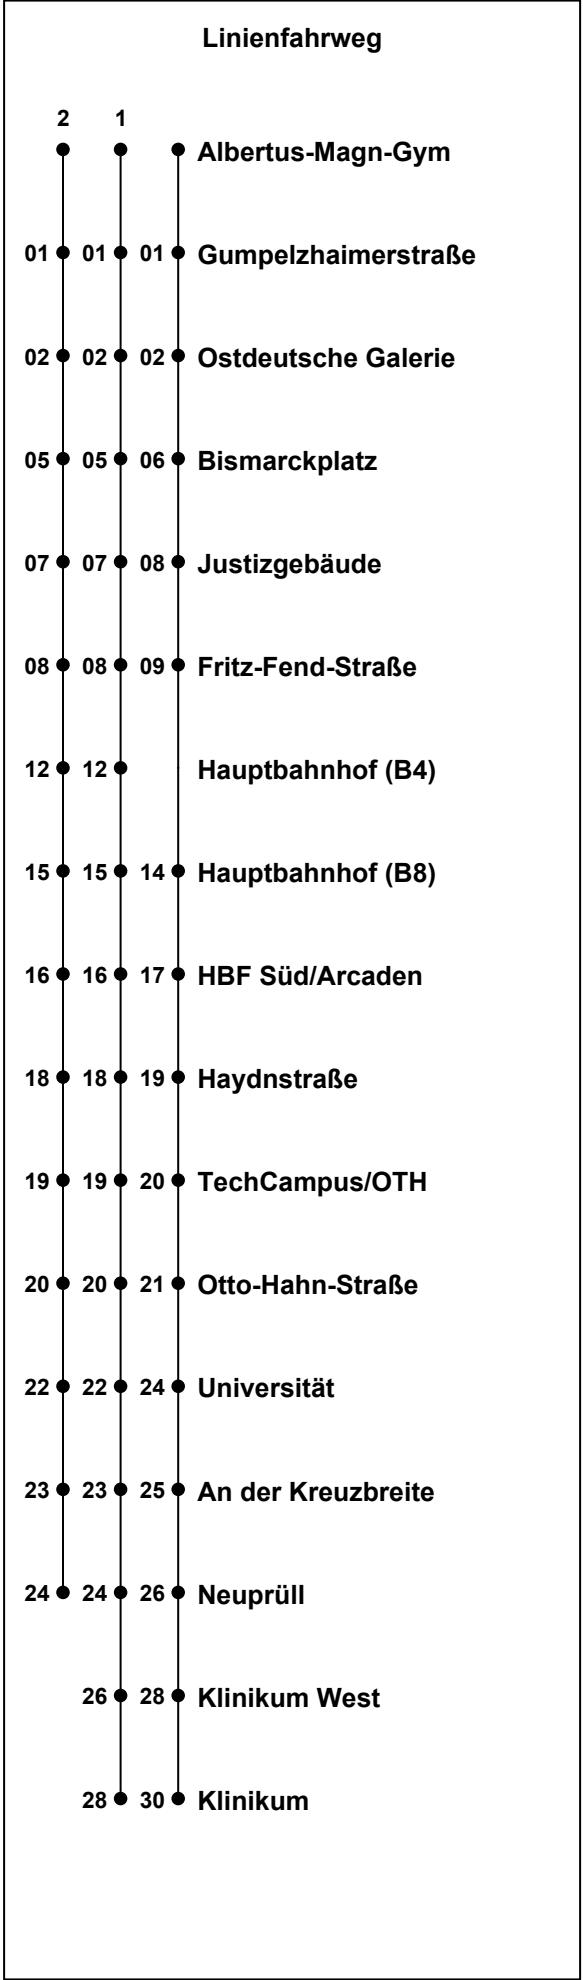 Linienfahrweg
2 1
Albertus-Magn-Gym
01 01 01 Gumpelzhaimerstraße
02 02 02 Ostdeutsche Galerie
05 05 06 Bismarckplatz
07 07 08 Justizgebäude
08 08 09 Fritz-Fend-Straße
12 12 Hauptbahnhof (B4)
15 15 14 Hauptbahnhof (B8)
16 16 17 HBF Süd/Arcaden
18 18 19 Haydnstraße
19 19 20 TechCampus/OTH
20 20 21 Otto-Hahn-Straße
22 22 24 Universität
23 23 25 An der Kreuzbreite
24 24 26 Neuprüll
26 28 Klinikum West
28 30 Klinikum